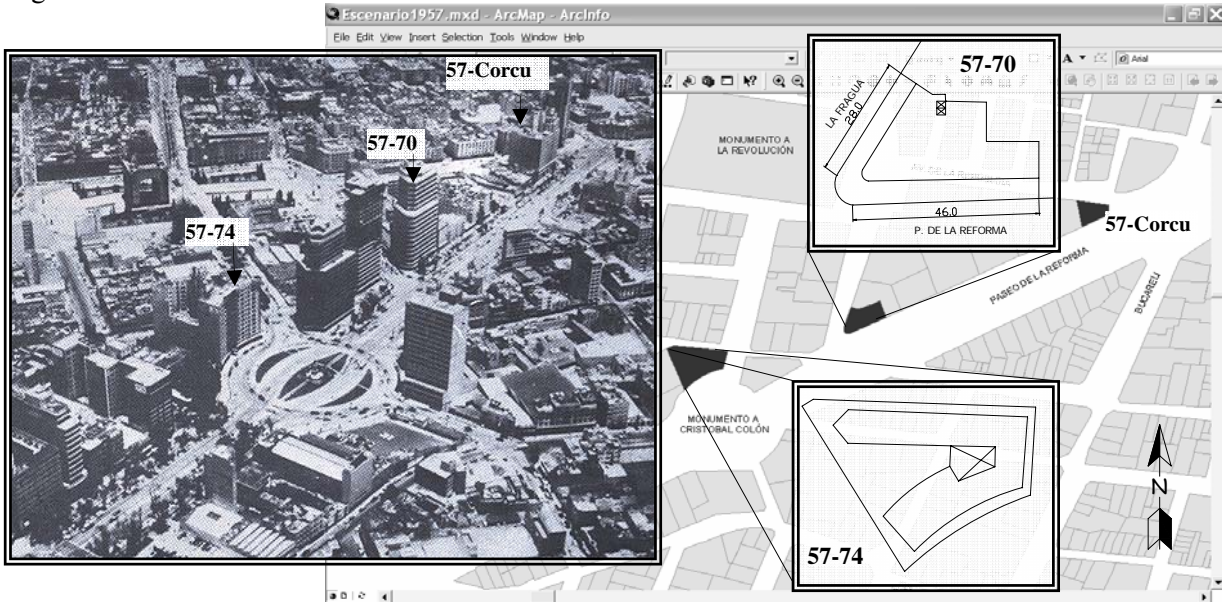 Escenario1957.mxd - ArcMap - ArcInfo
File Edit View Insert Selection Tools Window Help
Arial
57-Corcu
57-70
57-74
57-70
LA FRAGUA
28.0
46.0
P. DE LA REFORMA
MONUMENTO A
LA REVOLUCIÓN
57-Corcu
PASEO DE LA REFORMA
BUCARELI
MONUMENTO A
CRISTOBAL COLÓN
57-74
N